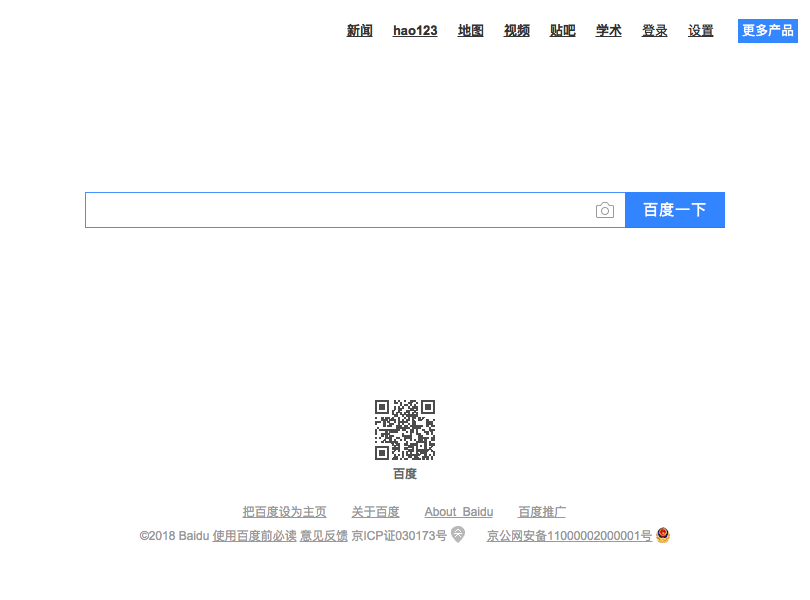 新闻 hao123 地图 视频 贴吧 学术 登录 设置 更多产品
百度一下
百度
把百度设为主页 关于百度 About Baidu 百度推广
©2018 Baidu 使用百度前必读 意见反馈 京ICP证030173号 京公网安备11000002000001号